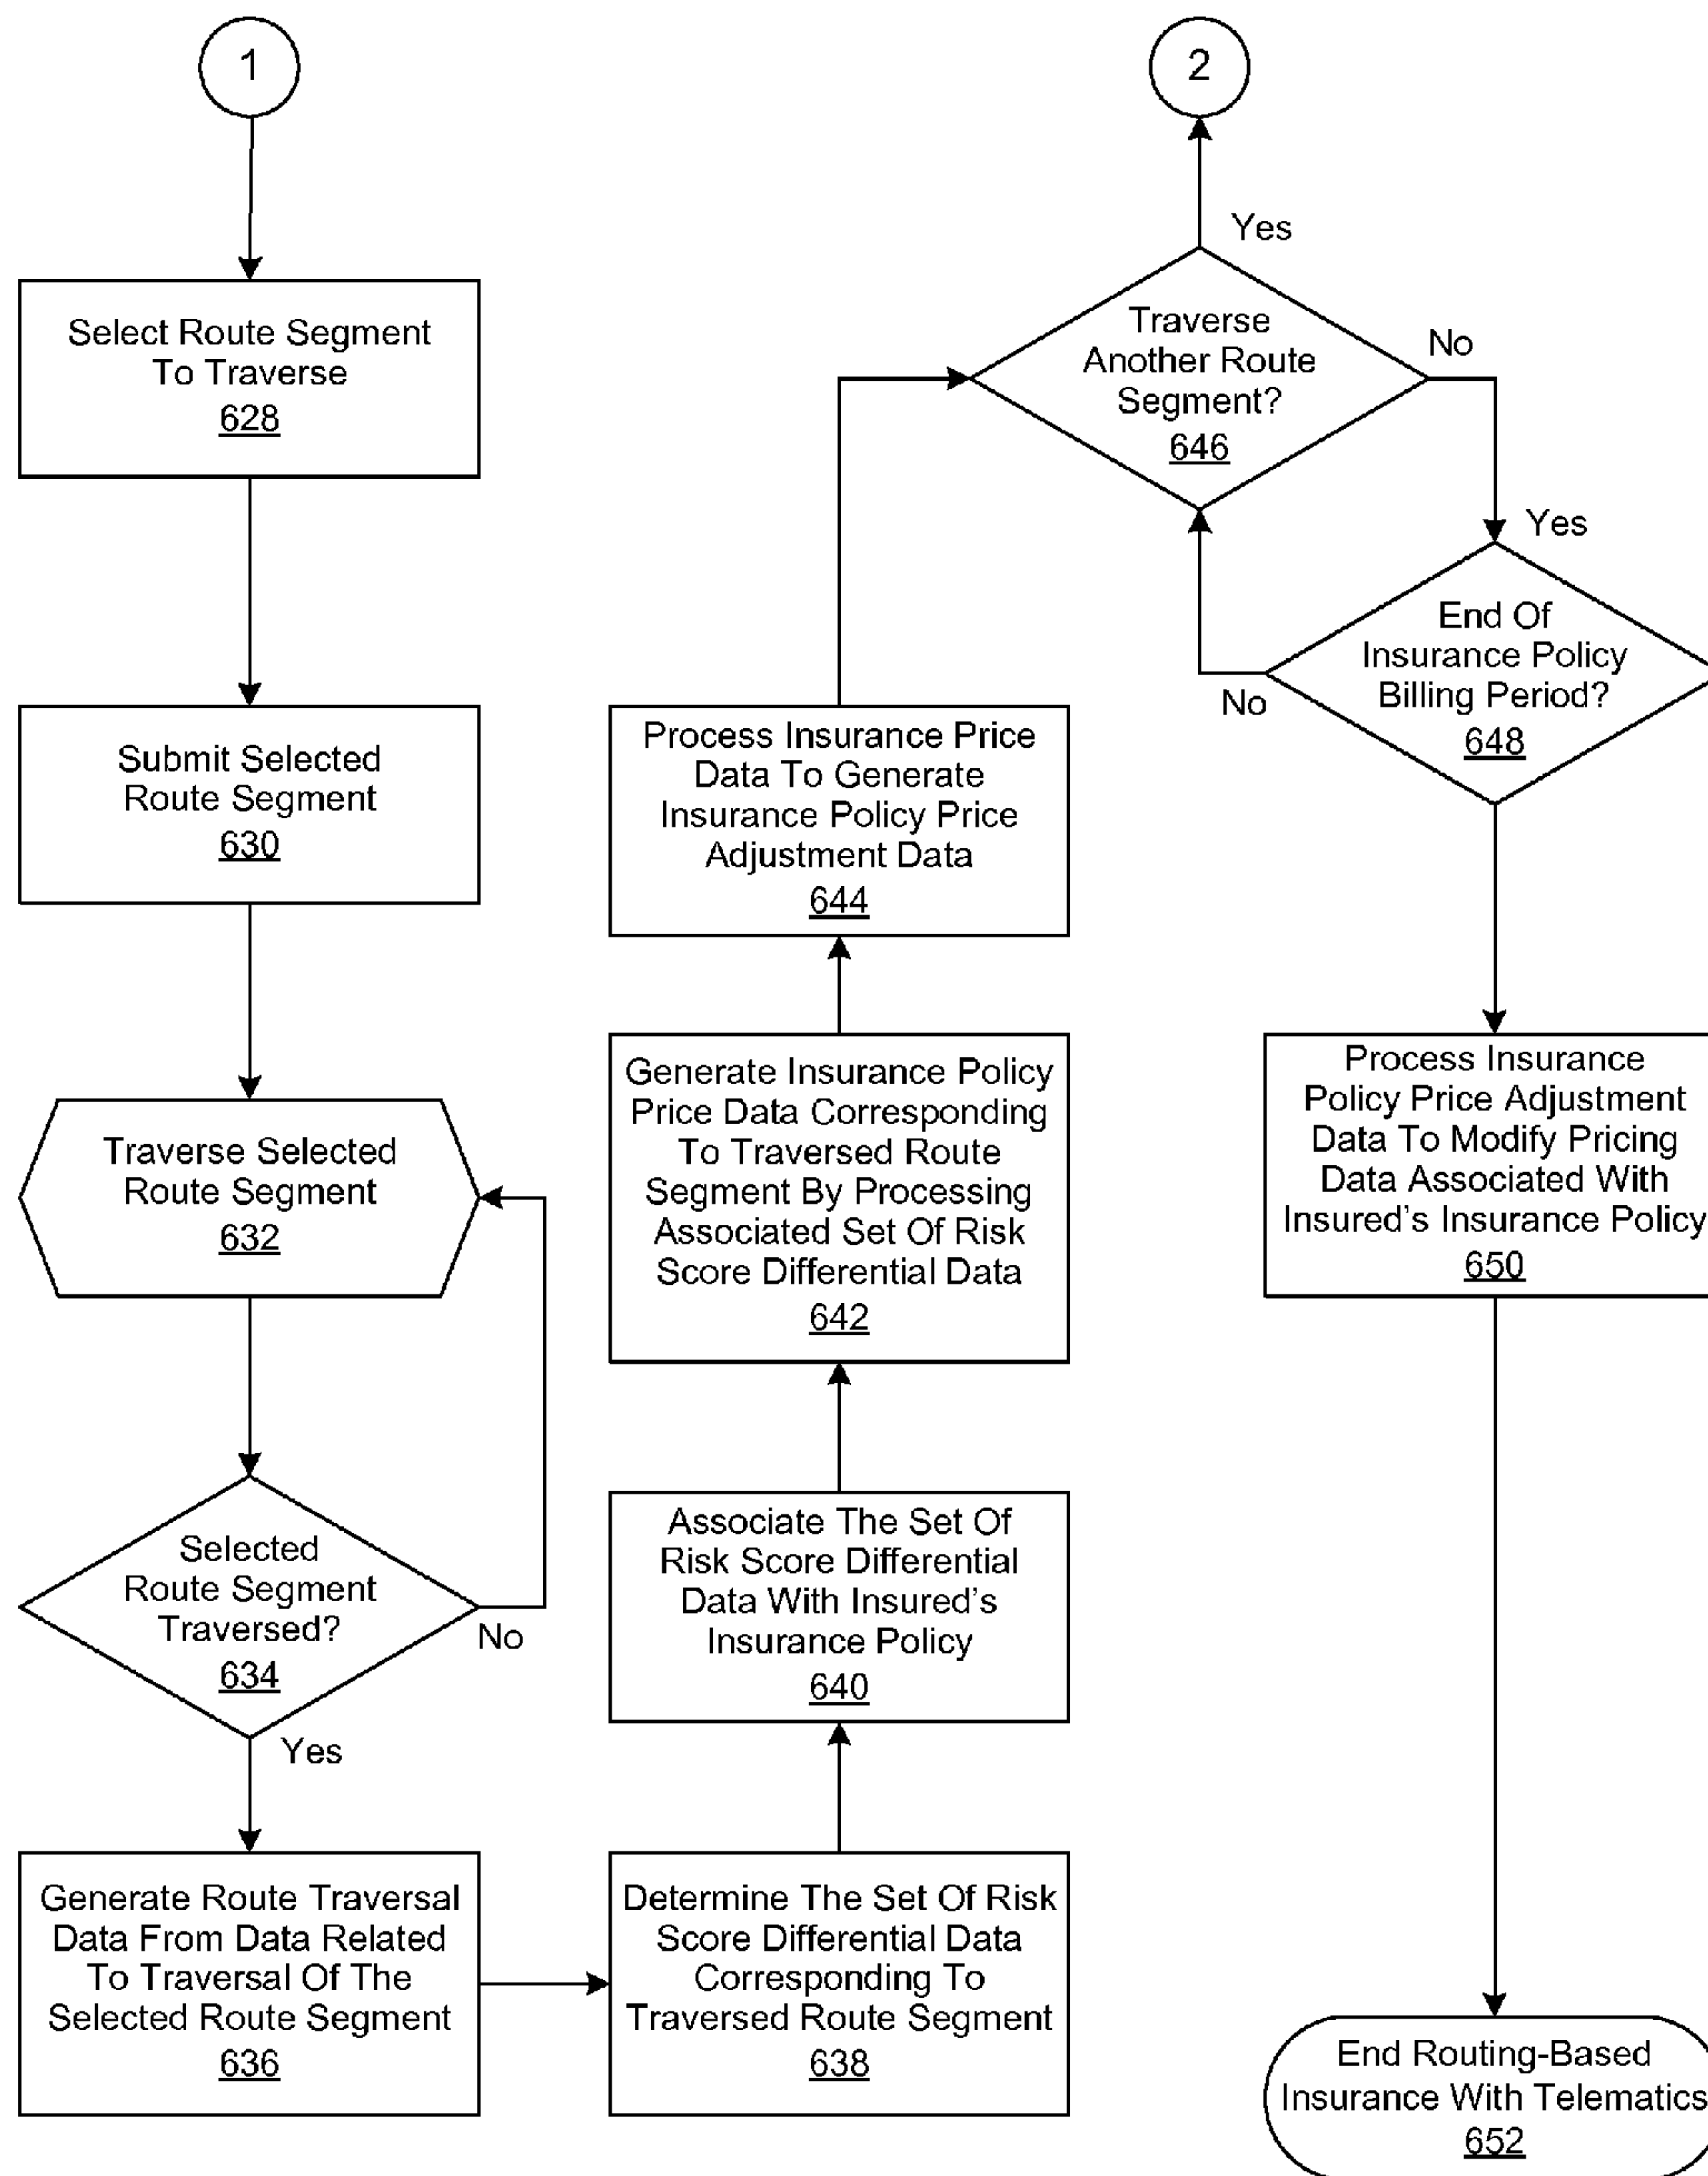 1
Select Route Segment
To Traverse
628
Submit Selected
Route Segment
630
Traverse Selected
Route Segment
632
Selected
Route Segment
Traversed?
634
No
Yes
Generate Route Traversal
Data From Data Related
To Traversal Of The
Selected Route Segment
636
Determine The Set Of Risk
Score Differential Data
Corresponding To
Traversed Route Segment
638
Associate The Set Of
Risk Score Differential
Data With Insured's
Insurance Policy
640
Generate Insurance Policy
Price Data Corresponding
To Traversed Route
Segment By Processing
Associated Set Of Risk
Score Differential Data
642
Process Insurance Price
Data To Generate
Insurance Policy Price
Adjustment Data
644
2
Yes
Traverse
Another Route
Segment?
646
No
Yes
End Of
Insurance Policy
Billing Period?
648
No
Process Insurance
Policy Price Adjustment
Data To Modify Pricing
Data Associated With
Insured's Insurance Policy
650
End Routing-Based
Insurance With Telematics
652